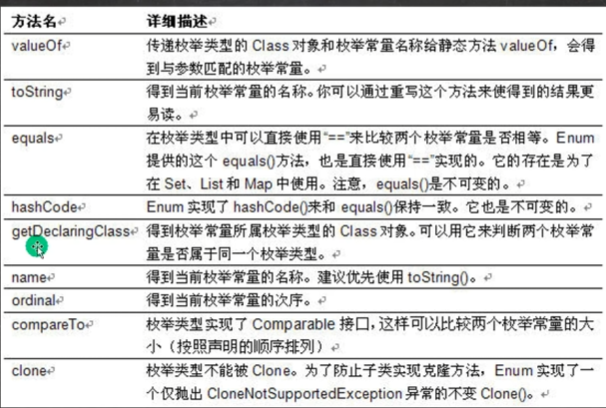 方法名 详细描述
valueOf 传递枚举类型的 Class 对象和枚举常量名称给静态方法 valueOf，会得
到与参数匹配的枚举常量。
toString 得到当前枚举常量的名称。你可以通过重写这个方法来使得到的结果更
易读。
equals 在枚举类型中可以直接使用“==”来比较两个枚举常量是否相等。Enum
提供的这个 equals()方法，也是直接使用“==”实现的。它的存在是为了
在 Set、List 和 Map 中使用。注意，equals()是不可变的。
hashCode Enum 实现了 hashCode()来和 equals()保持一致。它也是不可变的。
getDeclaringClass 得到枚举常量所属枚举类型的 Class 对象。可以用它来判断两个枚举常
量是否属于同一个枚举类型。
name 得到当前枚举常量的名称。建议优先使用 toString()。
ordinal 得到当前枚举常量的次序。
compareTo 枚举类型实现了 Comparable 接口，这样可以比较两个枚举常量的大
小（按照声明的顺序排列）
clone 枚举类型不能被 Clone。为了防止子类实现克隆方法，Enum 实现了一
个仅抛出 CloneNotSupportedException 异常的不变 Clone()。